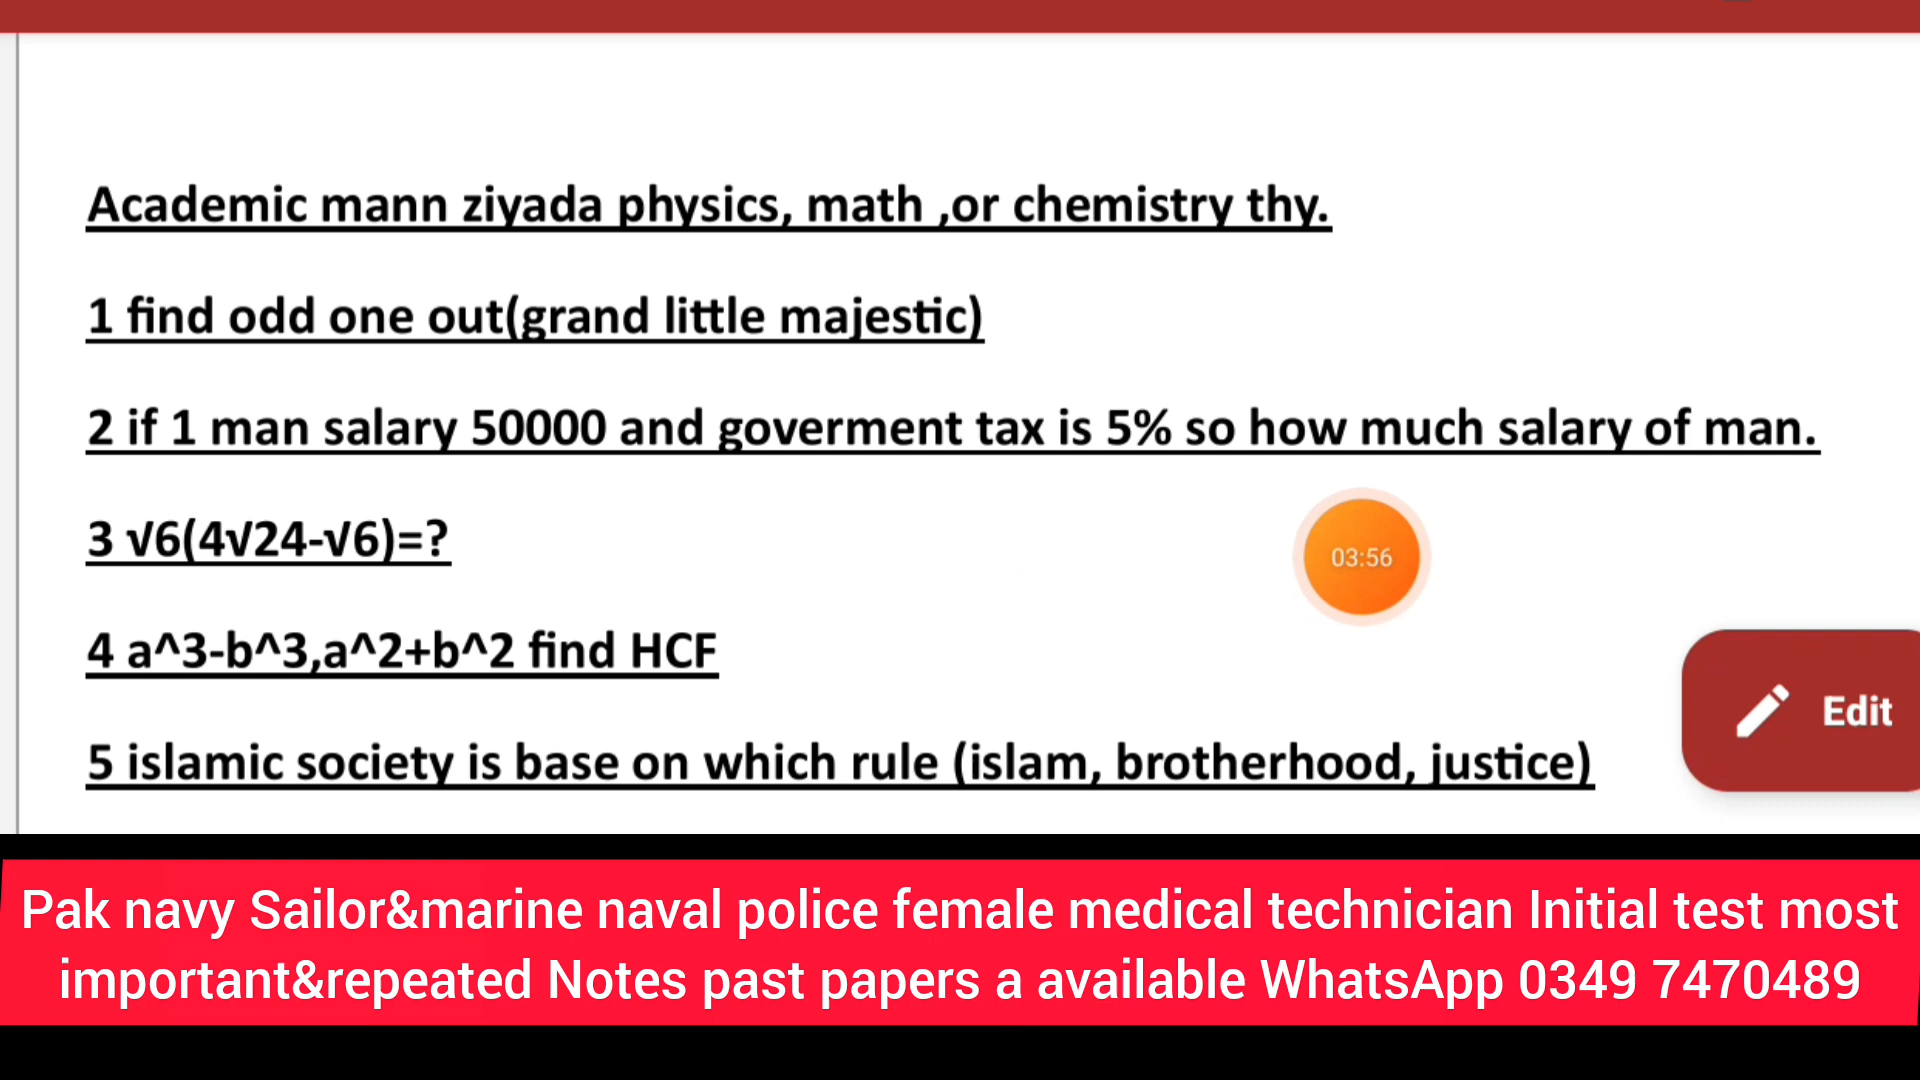 Academic mann ziyada physics, math ,or chemistry thy.
1 find odd one out(grand little majestic)
2 if 1 man salary 50000 and goverment tax is 5% so how much salary of man.
3 √6(4√24-√6)=?
03:56
4 a^3-b^3,a^2+b^2 find HCF
Edit
5 islamic society is base on which rule (islam, brotherhood, justice)
Pak navy Sailor&marine naval police female medical technician Initial test most
important&repeated Notes past papers a available WhatsApp 0349 7470489